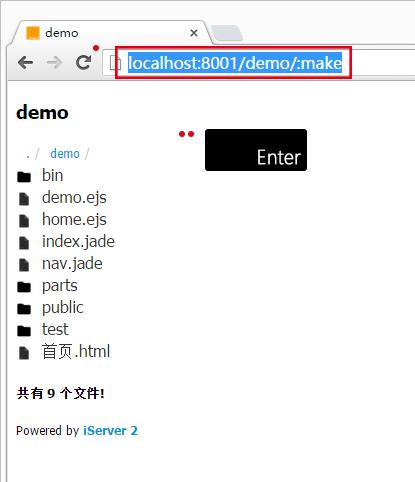 demo
localhost:8001/demo/:make
demo
. / demo /
Enter
bin
demo.ejs
home.ejs
index.jade
nav.jade
parts
public
test
首页.html
共有 9 个文件!
Powered by iServer 2